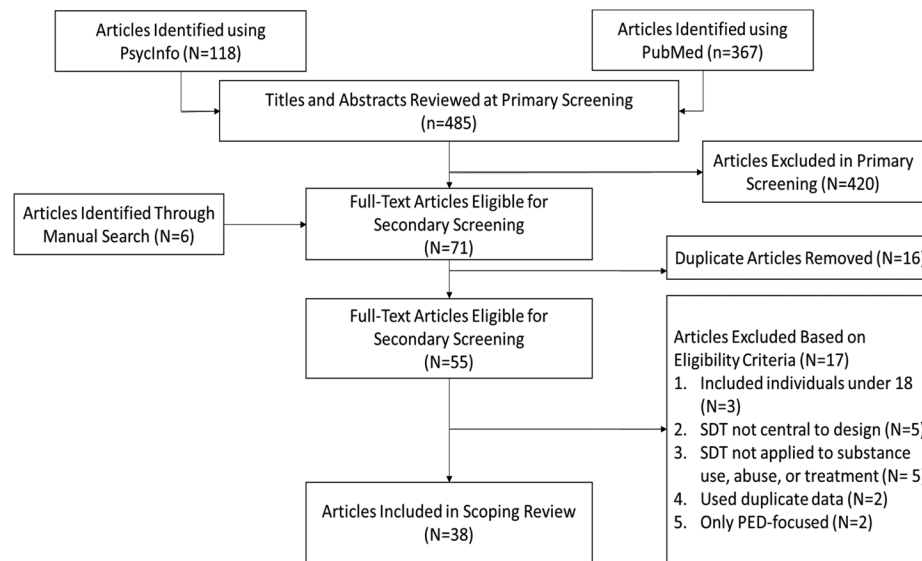 Articles Identified using
PsycInfo (N=118)
Articles Identified using
PubMed (n=367)
Titles and Abstracts Reviewed at Primary Screening
(n=485)
Articles Excluded in Primary
Screening (N=420)
Articles Identified Through
Manual Search (N=6)
Full-Text Articles Eligible for
Secondary Screening
(N=71)
Duplicate Articles Removed (N=16)
Full-Text Articles Eligible for
Secondary Screening
(N=55)
Articles Excluded Based on
Eligibility Criteria (N=17)
1. Included individuals under 18
(N=3)
2. SDT not central to design (N=5)
3. SDT not applied to substance
use, abuse, or treatment (N= 5)
4. Used duplicate data (N=2)
5. Only PED-focused (N=2)
Articles Included in Scoping Review
(N=38)